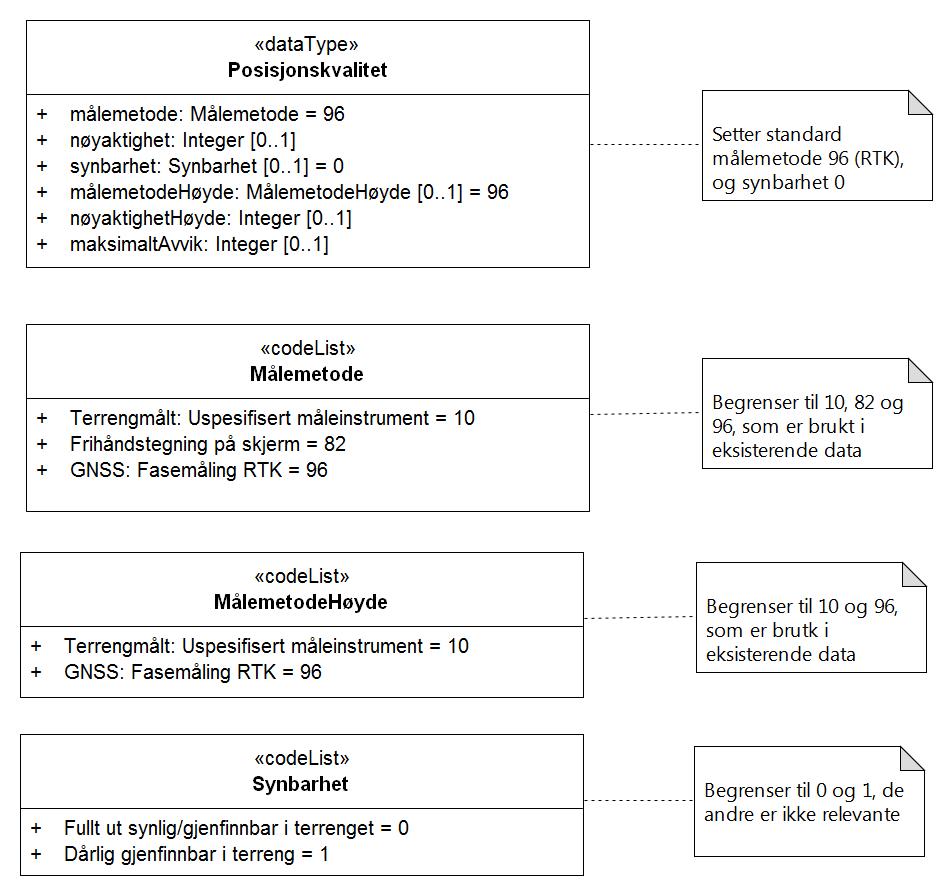 «dataType»
Posisjonskvalitet
+ målemetode: Målemetode = 96
+ nøyaktighet: Integer [0..1]
+ synbarhet: Synbarhet [0..1] = 0
+ målemetodeHøyde: MålemetodeHøyde [0..1] = 96
+ nøyaktighetHøyde: Integer [0..1]
+ maksimaltAvvik: Integer [0..1]
Setter standard
målemetode 96 (RTK),
og synbarhet 0
«codeList»
Målemetode
+ Terrengmålt: Uspesifisert måleinstrument = 10
+ Frihåndstegning på skjerm = 82
+ GNSS: Fasemåling RTK = 96
Begrenser til 10, 82 og
96, som er brukt i
eksisterende data
«codeList»
MålemetodeHøyde
+ Terrengmålt: Uspesifisert måleinstrument = 10
+ GNSS: Fasemåling RTK = 96
Begrenser til 10 og 96,
som er brutk i
eksisterende data
«codeList»
Synbarhet
+ Fullt ut synlig/gjenfinnbar i terrenget = 0
+ Dårlig gjenfinnbar i terreng = 1
Begrenser til 0 og 1, de
andre er ikke relevante